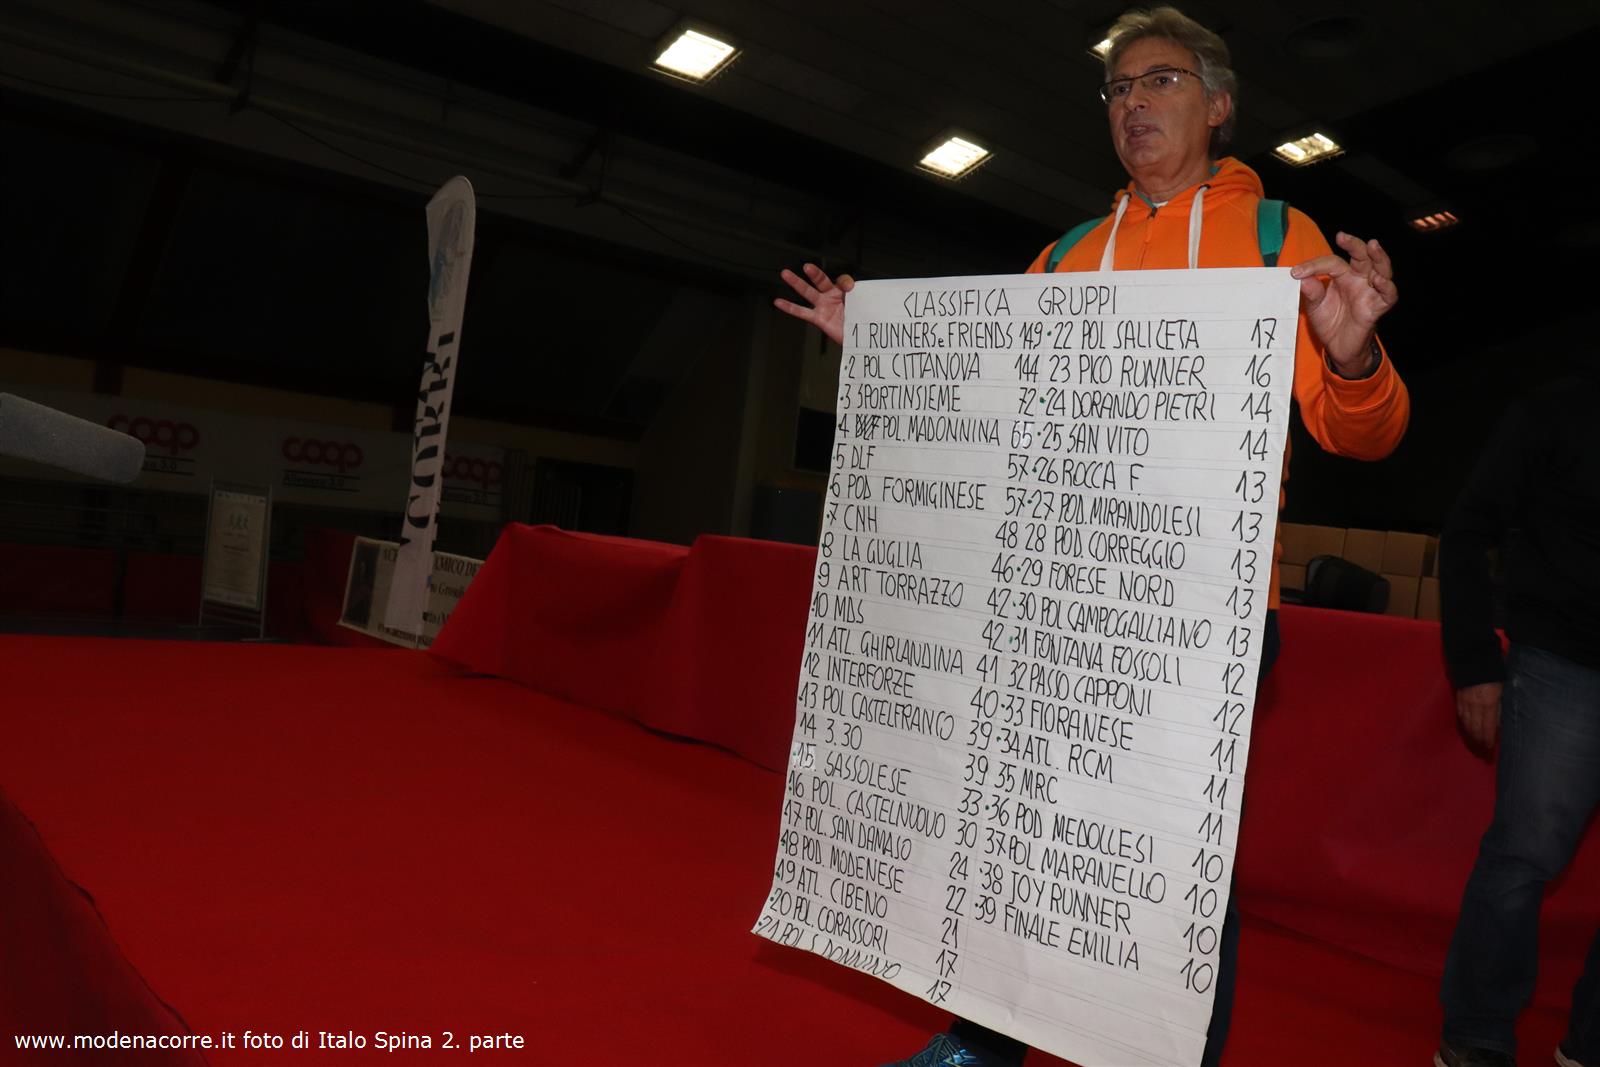 CLASSIFICA GRUPPI
1 RUNNERS e FRIENDS 149
2 POL CITTANOVA 144
3 SPORTINSIEME 72
4 POL. MADONNINA 65
5 DLF 57
6 POD FORMIGINESE 57
7 CNH 48
8 LA GUGLIA 46
9 ART TORRAZZO 42
10 MDS 42
11 ATL. GHIRLANDINA 41
12 INTERFORZE 40
13 POL CASTELFRANCO 39
14 3.30 39
15. SASSOLESE 33
16 POL. CASTELNUOVO 30
17 POL. SAN DAMASO 24
18 POD. MODENESE 22
19 ATL. CIBENO 21
20 POL. CORASSORI 17
21 POL S. DONNINO 17
22 POL SALICETA 17
23 PICO RUNNER 16
24 DORANDO PIETRI 14
25 SAN VITO 14
26 ROCCA F. 13
27 POD. MIRANDOLESI 13
28 POD. CORREGGIO 13
29 FORESE NORD 13
30 POL CAMPOGALLIANO 13
31 FONTANA FOSSOLI 12
32 PASSO CAPPONI 12
33 FIORANESE 11
34 ATL. RCM 11
35 MRC 11
36 POD MEDOLLESI 10
37 POL MARANELLO 10
38 JOY RUNNER 10
39 FINALE EMILIA 10
coop
coop
Alleanza 3.0
coop
CORRI
www.modenacorre.it foto di Italo Spina 2. parte